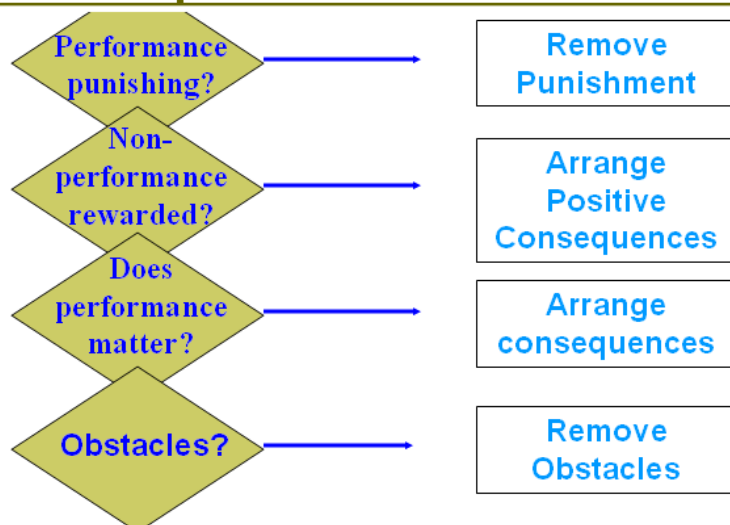 Performance
punishing?
Remove
Punishment
Non-
performance
rewarded?
Arrange
Positive
Consequences
Does
performance
matter?
Arrange
consequences
Obstacles?
Remove
Obstacles